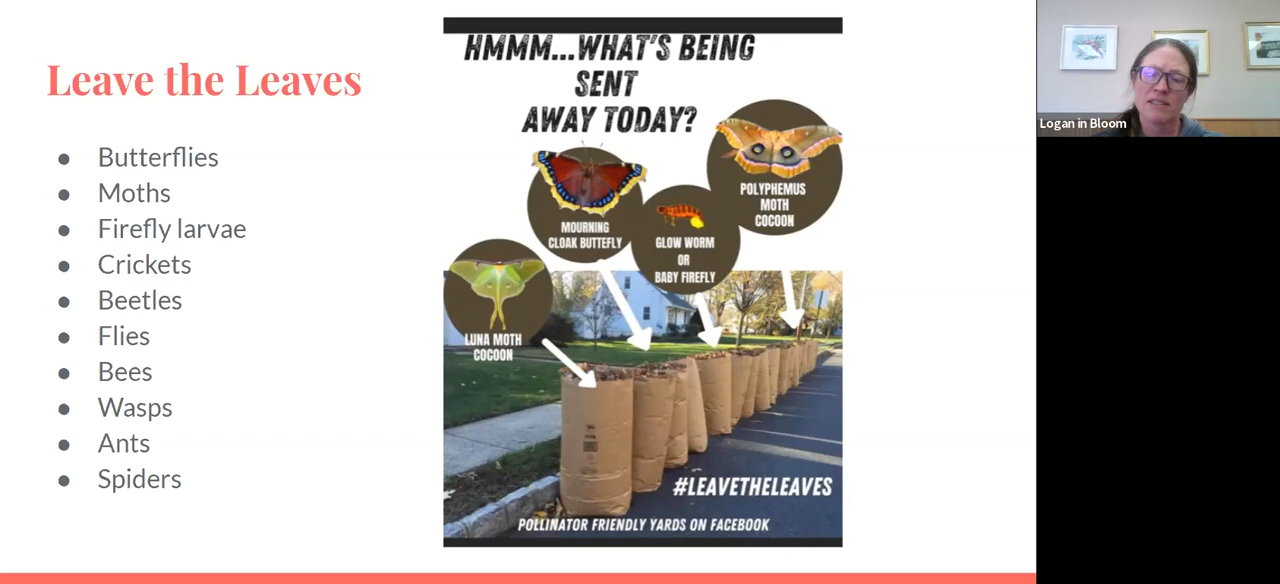 Leave the Leaves
● Butterflies
● Moths
● Firefly larvae
● Crickets
● Beetles
● Flies
● Bees
● Wasps
● Ants
● Spiders
HMMM...WHAT'S BEING
SENT
AWAY TODAY?
POLYPHEMUS
MOTH
COCOON
MOURNING
CLOAK BUTTEFLY
GLOW WORM
OR
BABY FIREFLY
LUNA MOTH
COCOON
#LEAVETHELEAVES
POLLINATOR FRIENDLY YARDS ON FACEBOOK
Logan in Bloom